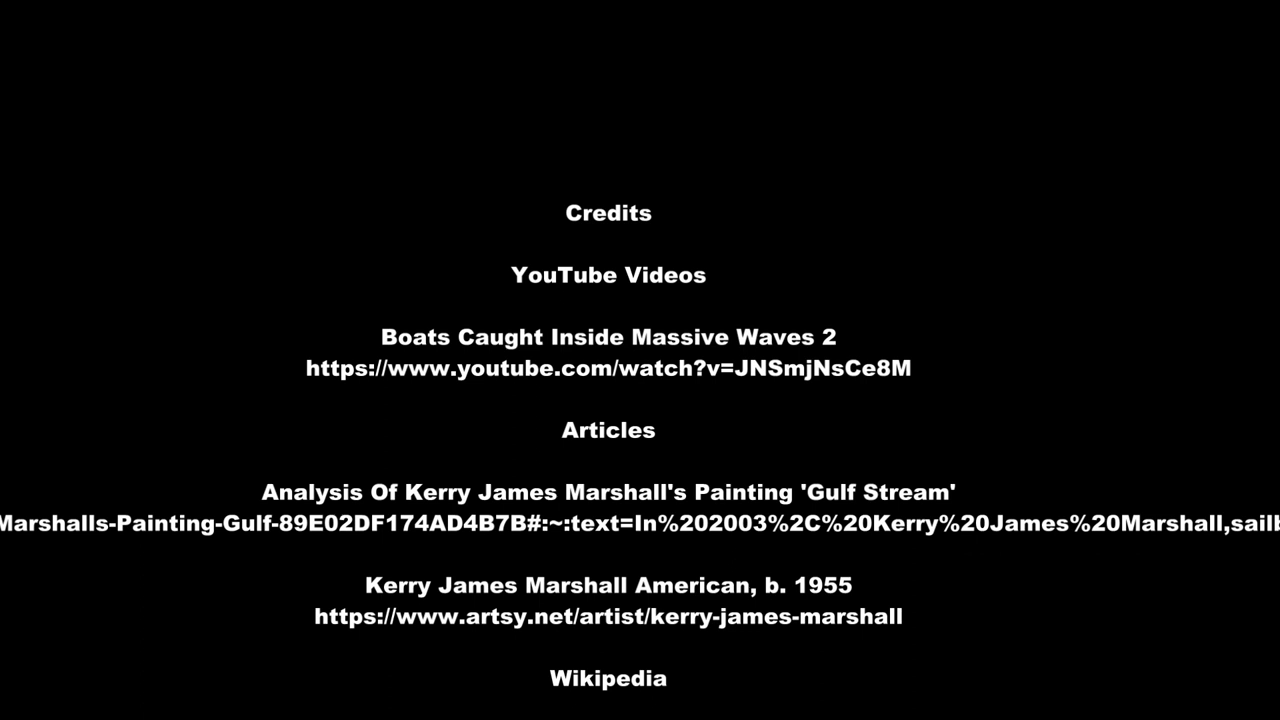 Credits
YouTube Videos
Boats Caught Inside Massive Waves 2
https://www.youtube.com/watch?v=JNSmjNsCe8M
Articles
Analysis Of Kerry James Marshall's Painting 'Gulf Stream'
Marshalls-Painting-Gulf-89E02DF174AD4B7B#:~:text=In%202003%2C%20Kerry%20James%20Marshall,sailb
Kerry James Marshall American, b. 1955
https://www.artsy.net/artist/kerry-james-marshall
Wikipedia